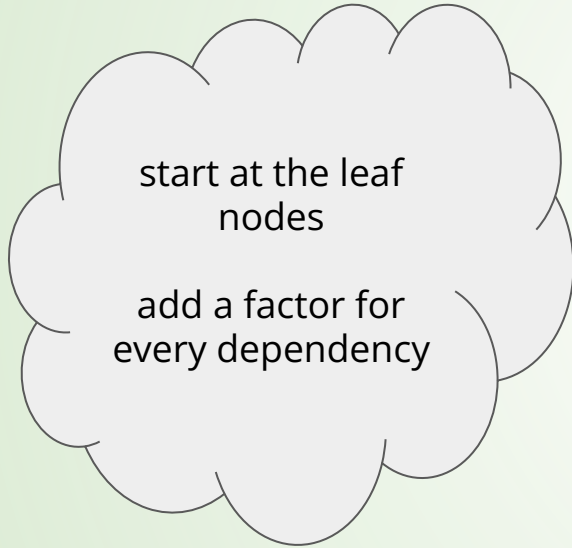 start at the leaf
nodes
add a factor for
every dependency